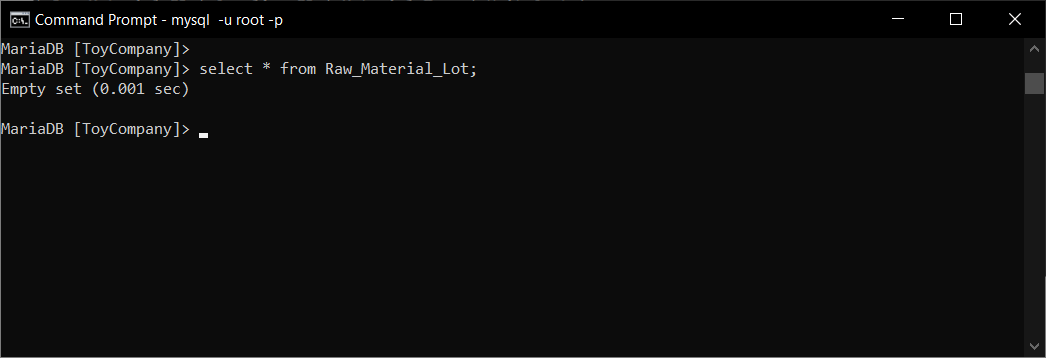 Command Prompt - mysql  -u root -p
MariaDB [ToyCompany]>
MariaDB [ToyCompany]> select * from Raw_Material_Lot;
Empty set (0.001 sec)
MariaDB [ToyCompany]>